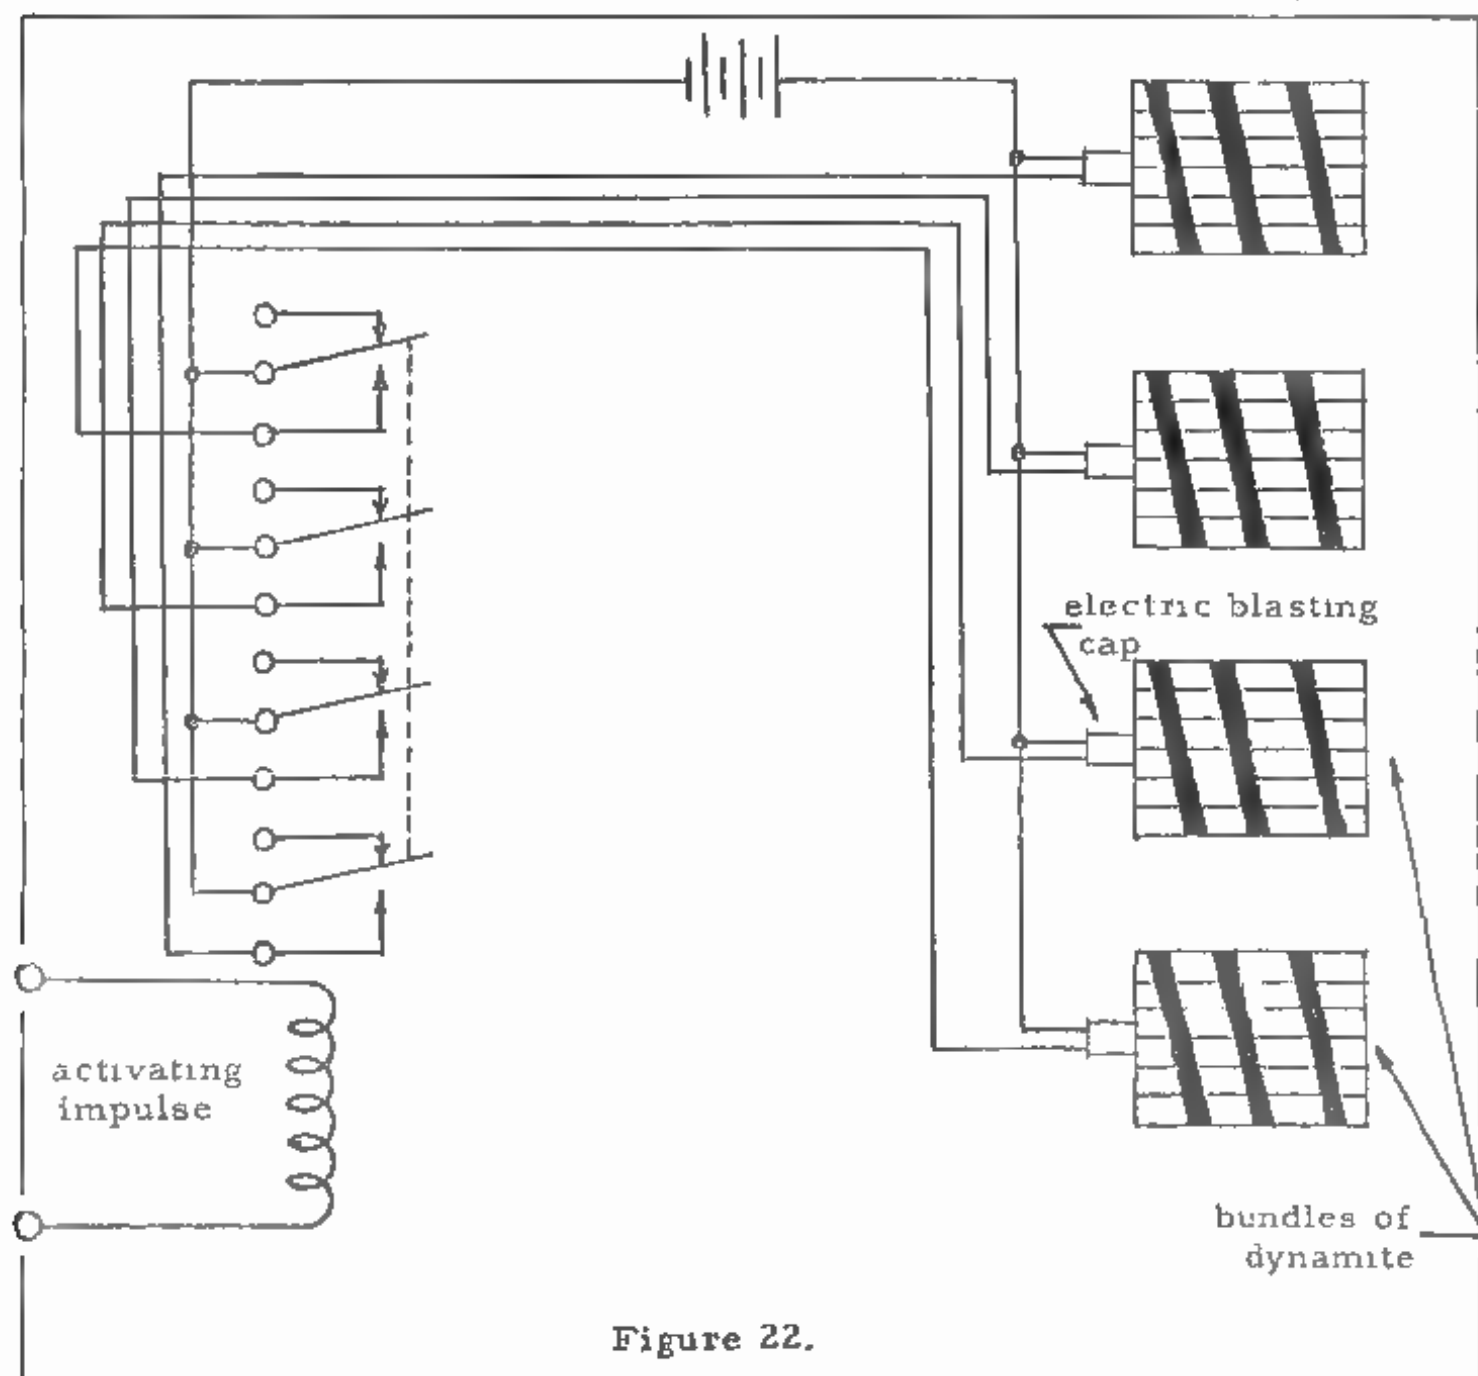 electric blasting
cap
activating
impulse
bundles of
dynamite
Figure 22.